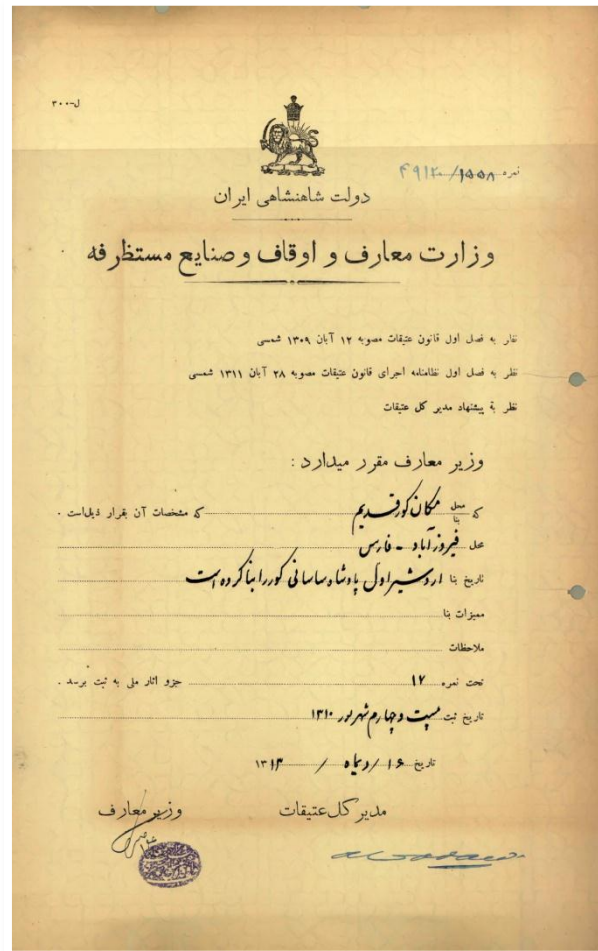 ل-۳۰۰
نمره ۴۹۱۲۰/۱۵۵۸
دولت شاهنشاهی ایران
وزارت معارف و اوقاف و صنایع مستظرفه
نظر به فصل اول قانون عتیقات مصوبه ۱۲ آبان ۱۳۰۹ شمسی
نظر به فصل اول نظامنامه اجرای قانون عتیقات مصوبه ۲۸ آبان ۱۳۱۱ شمسی
نظر به پیشنهاد مدیر کل عتیقات
وزیر معارف مقرر میدارد :
که محل بنا مکان کور قدیم که مشخصات آن بقرار ذیل است .
محل فیروزآباد - فارس
تاریخ بنا اردشیر اول پادشاه ساسانی کور را بنا کرده است
ممیزات بنا
ملاحظات
تحت نمره ۱۷ جزو آثار ملی به ثبت برسد .
تاریخ ثبت بیست و چهارم شهریور ۱۳۱۰
تاریخ ۱۶ / دیماه / ۱۳۱۳
مدیر کل عتیقات وزیر معارف